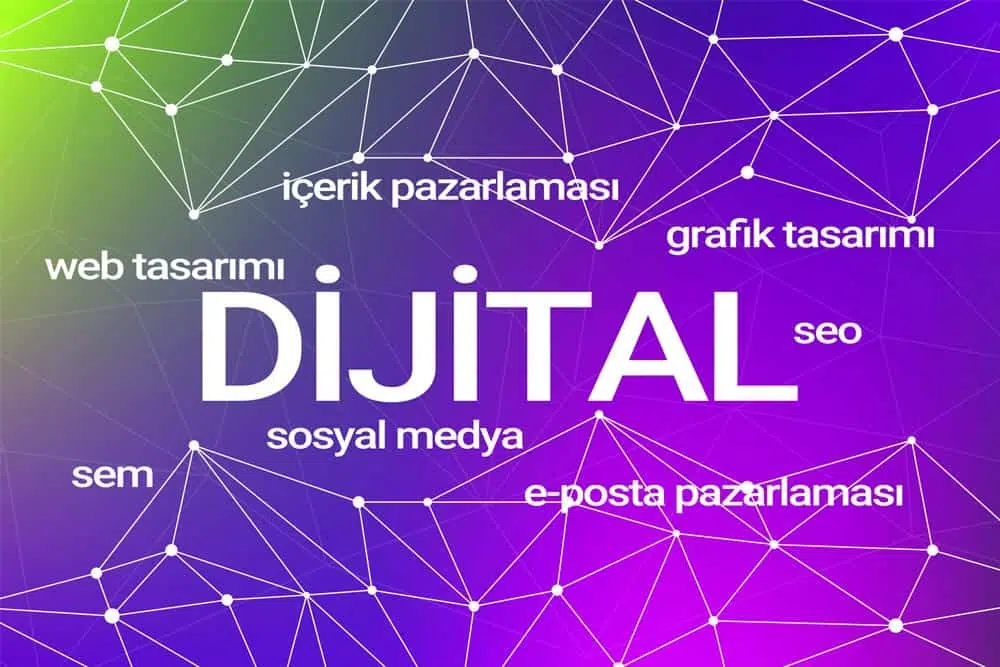 içerik pazarlaması
grafik tasarımı
web tasarımı
DİJİTAL
seo
sosyal medya
sem
e-posta pazarlaması